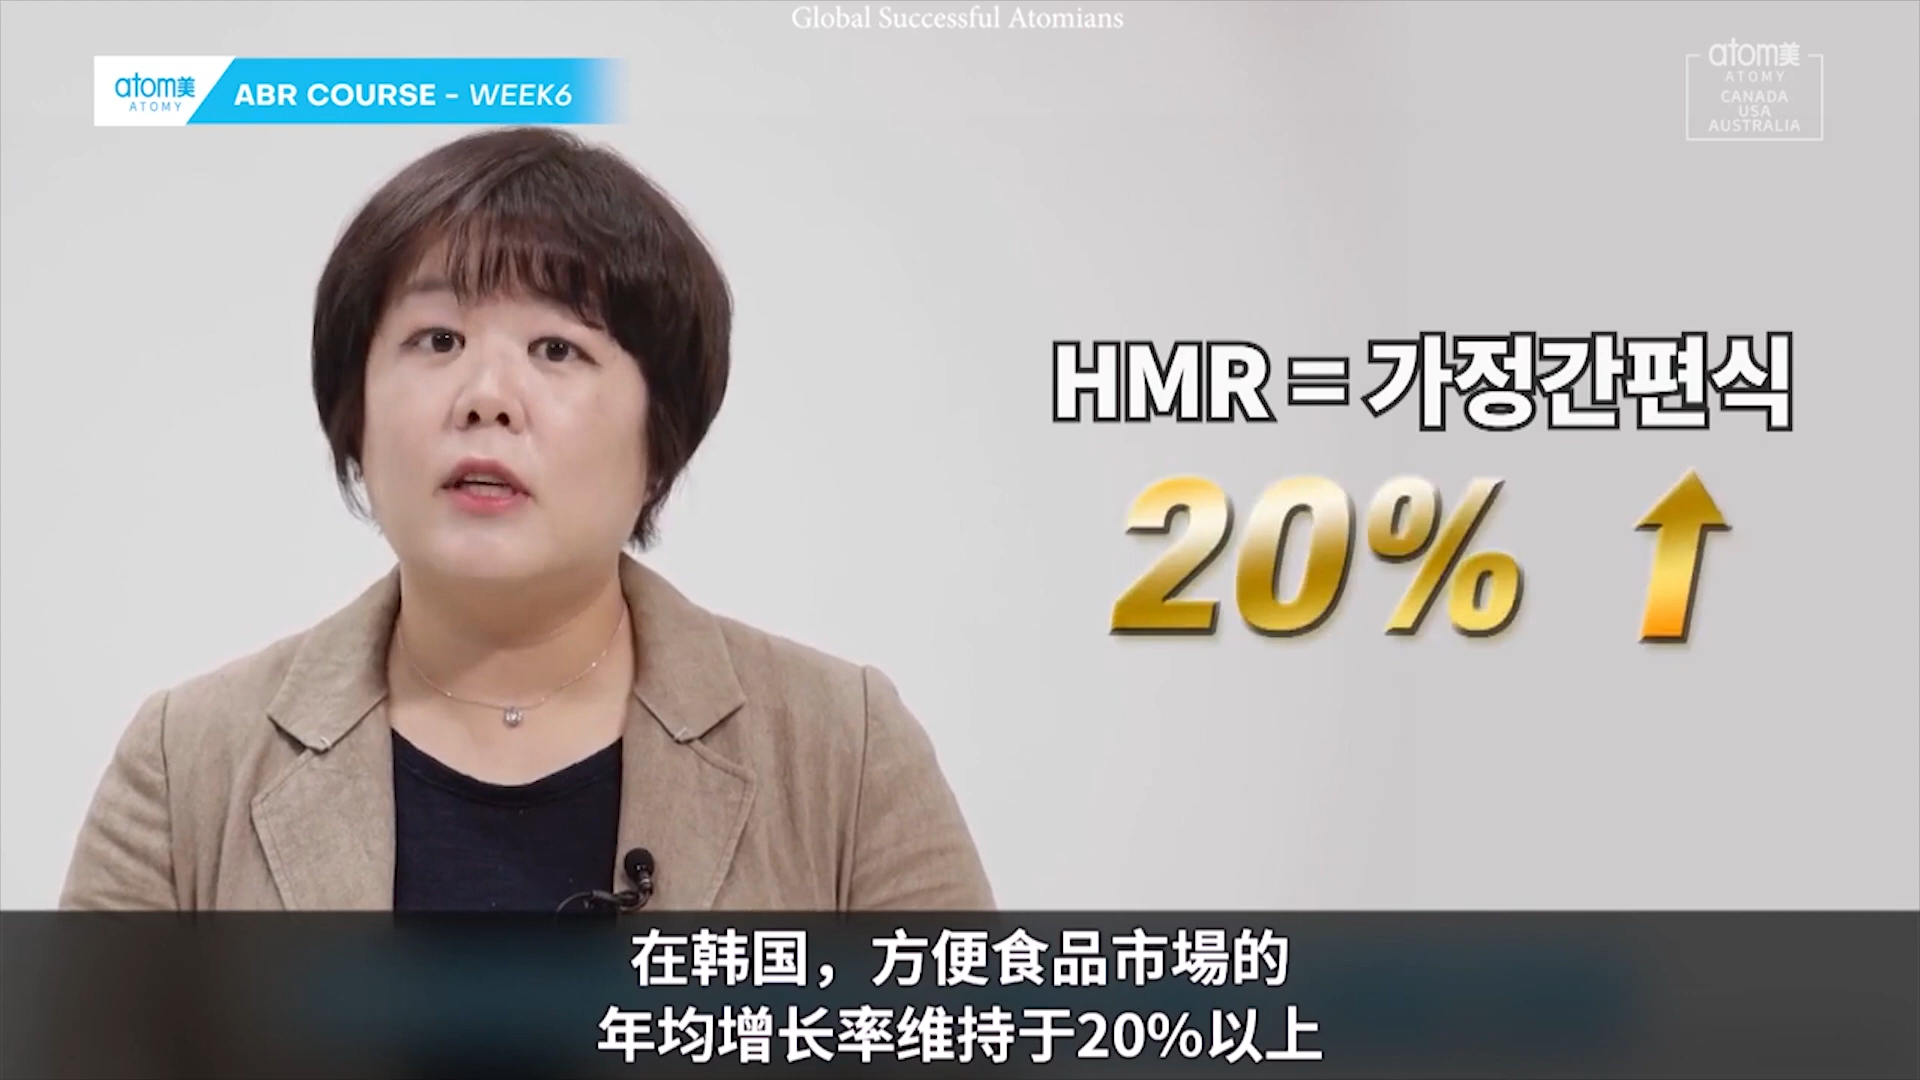 Global Successful Atomians
atom美
ATOMY
ABR COURSE - WEEK6
atom美
ATOMY
CANADA
USA
AUSTRALIA
HMR = 가정간편식
20% ↑
在韩国，方便食品市場的
年均增长率维持于20%以上